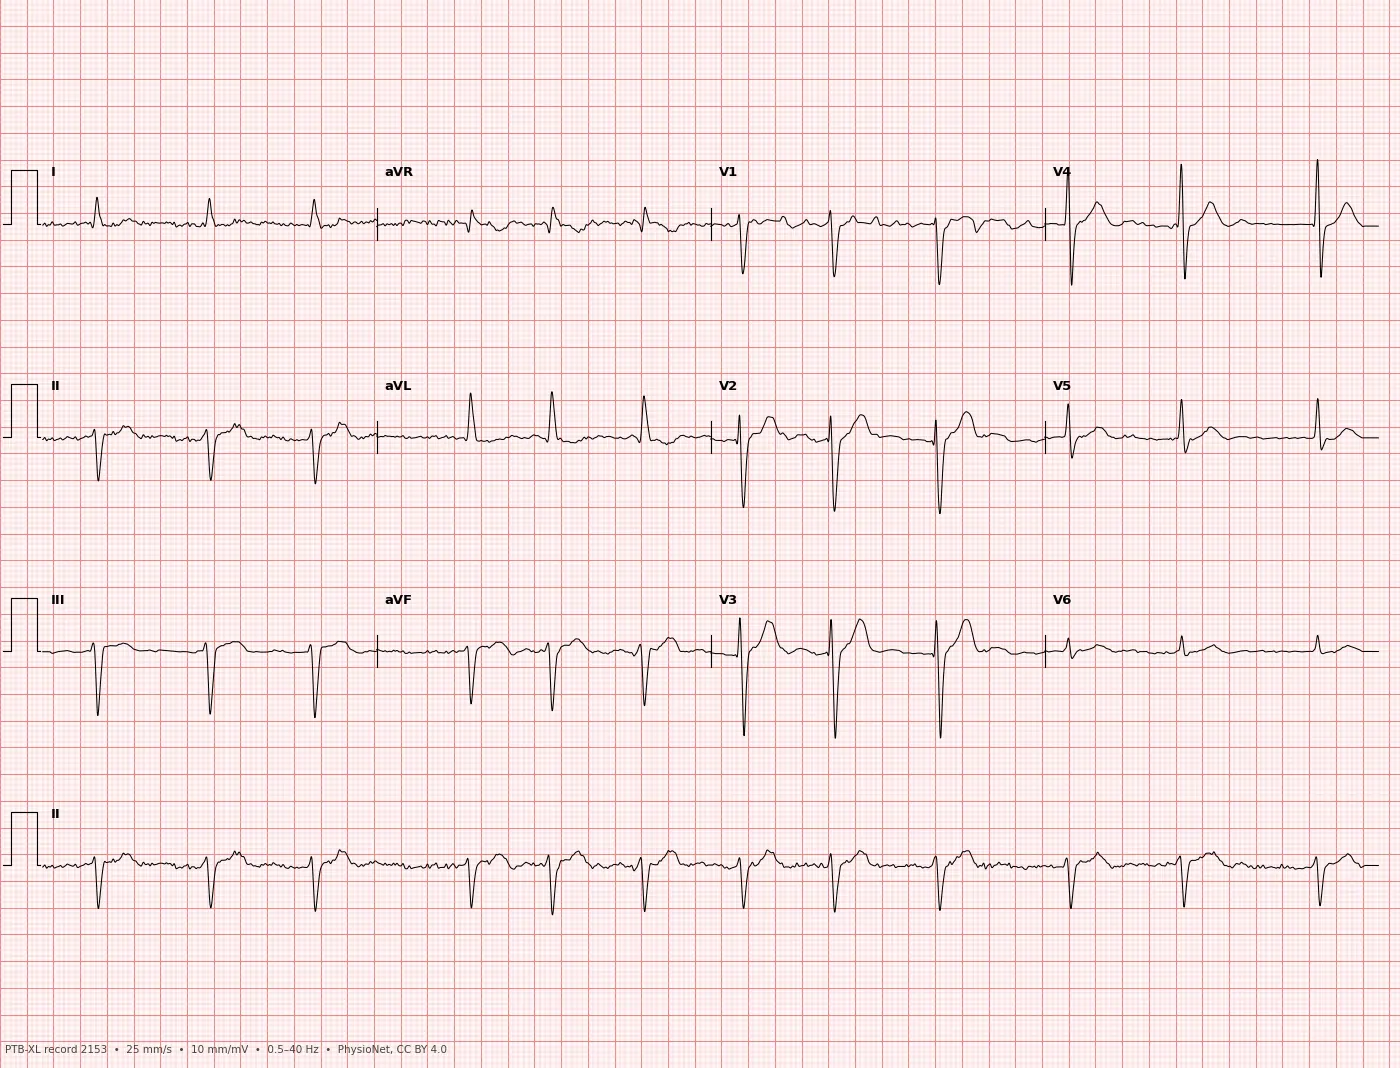 I aVR V1 V4
II aVL V2 V5
III aVF V3 V6
II
PTB-XL record 2153 • 25 mm/s • 10 mm/mV • 0.5–40 Hz • PhysioNet, CC BY 4.0